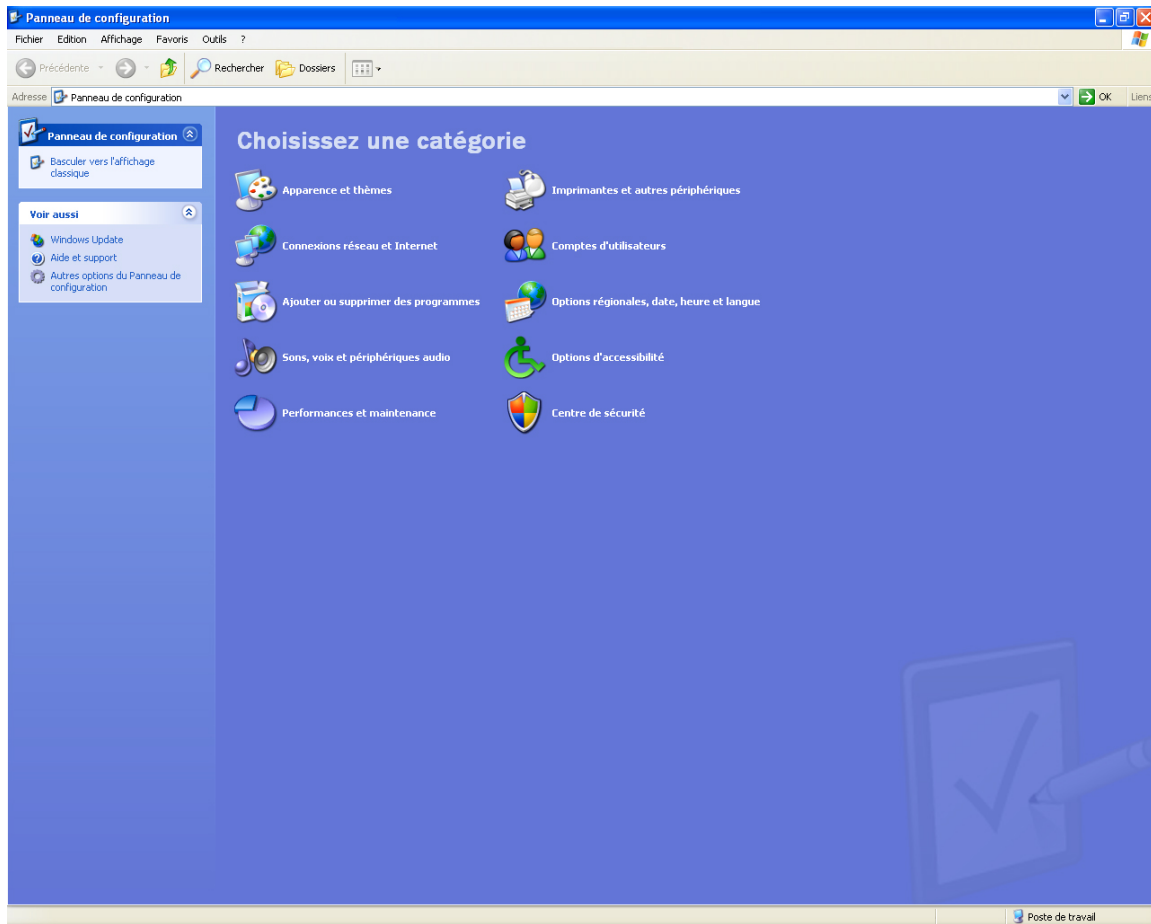 Panneau de configuration
Fichier Edition Affichage Favoris Outils ?
Précédente Rechercher Dossiers
Adresse Panneau de configuration OK Liens
Panneau de configuration
Basculer vers l'affichage
classique
Voir aussi
Windows Update
Aide et support
Autres options du Panneau de
configuration
Choisissez une catégorie
Apparence et thèmes
Imprimantes et autres périphériques
Connexions réseau et Internet
Comptes d'utilisateurs
Ajouter ou supprimer des programmes
Options régionales, date, heure et langue
Sons, voix et périphériques audio
Options d'accessibilité
Performances et maintenance
Centre de sécurité
Poste de travail